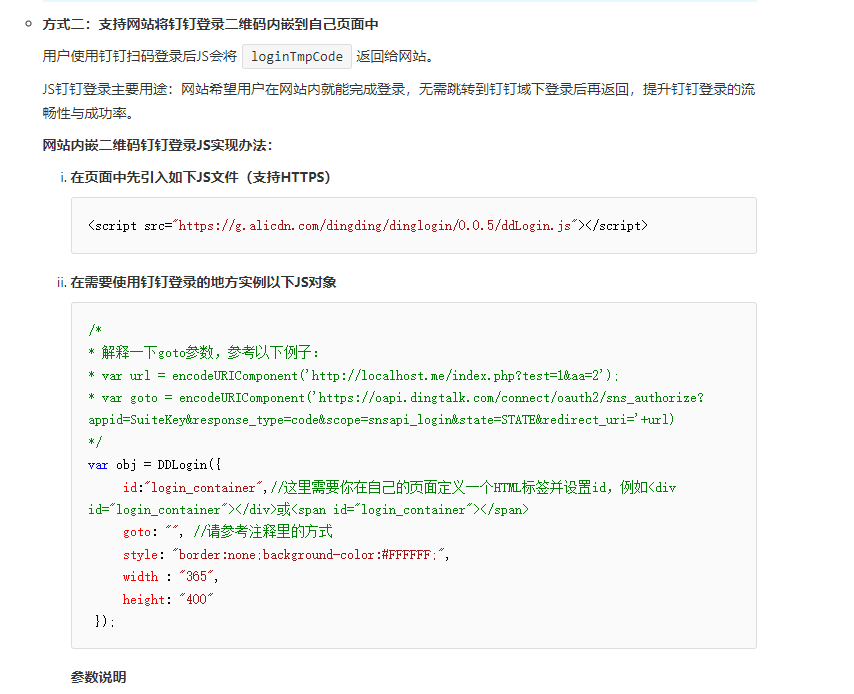 方式二：支持网站将钉钉登录二维码内嵌到自己页面中
用户使用钉钉扫码登录后JS会将 loginTmpCode 返回给网站。
JS钉钉登录主要用途：网站希望用户在网站内就能完成登录，无需跳转到钉钉域下登录后再返回，提升钉钉登录的流
畅性与成功率。
网站内嵌二维码钉钉登录JS实现办法：
i. 在页面中先引入如下JS文件（支持HTTPS）
<script src="https://g.alicdn.com/dingding/dinglogin/0.0.5/ddLogin.js"></script>
ii. 在需要使用钉钉登录的地方实例以下JS对象
/*
* 解释一下goto参数，参考以下例子：
* var url = encodeURIComponent('http://localhost.me/index.php?test=1&aa=2');
* var goto = encodeURIComponent('https://oapi.dingtalk.com/connect/oauth2/sns_authorize?
appid=SuiteKey&response_type=code&scope=snsapi_login&state=STATE&redirect_uri='+url)
*/
var obj = DDLogin({
id:"login_container",//这里需要你在自己的页面定义一个HTML标签并设置id，例如<div
id="login_container"></div>或<span id="login_container"></span>
goto: "", //请参考注释里的方式
style: "border:none;background-color:#FFFFFF;",
width : "365",
height: "400"
});
参数说明